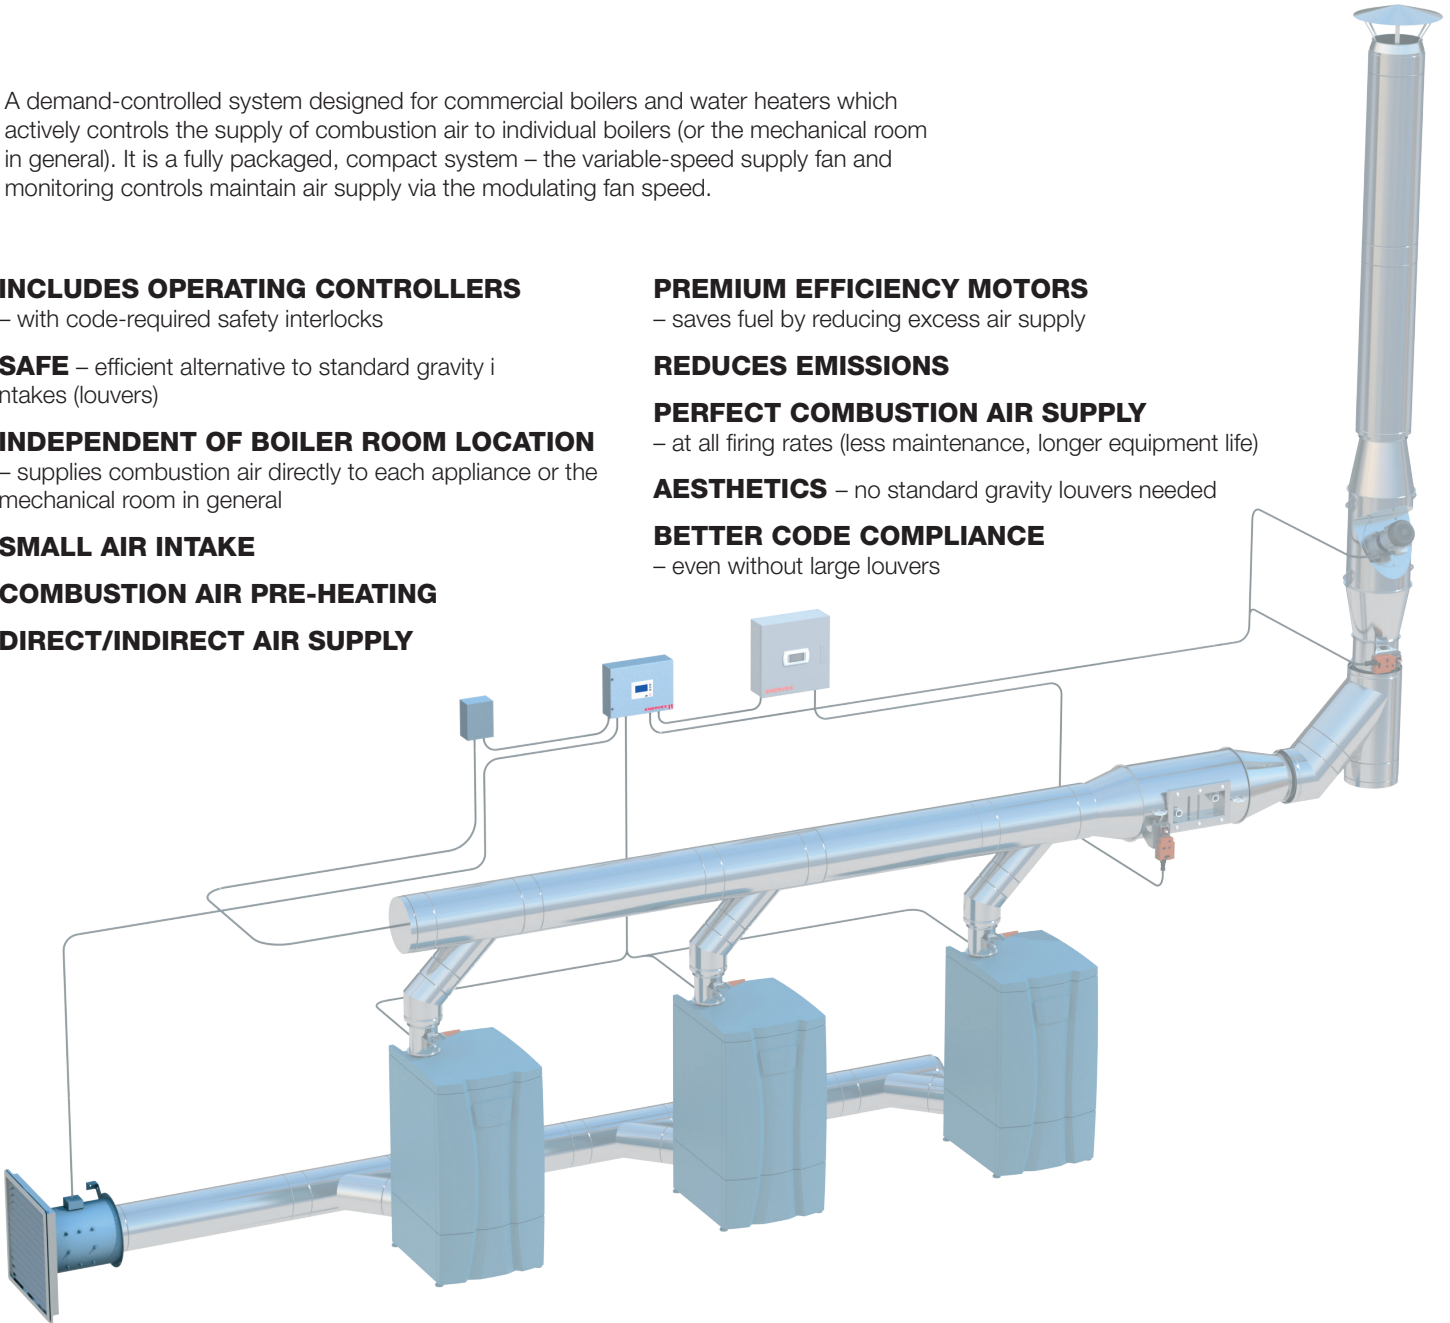 A demand-controlled system designed for commercial boilers and water heaters which
actively controls the supply of combustion air to individual boilers (or the mechanical room
in general). It is a fully packaged, compact system – the variable-speed supply fan and
monitoring controls maintain air supply via the modulating fan speed.
INCLUDES OPERATING CONTROLLERS
– with code-required safety interlocks
SAFE – efficient alternative to standard gravity i
ntakes (louvers)
INDEPENDENT OF BOILER ROOM LOCATION
– supplies combustion air directly to each appliance or the
mechanical room in general
SMALL AIR INTAKE
COMBUSTION AIR PRE-HEATING
DIRECT/INDIRECT AIR SUPPLY
PREMIUM EFFICIENCY MOTORS
– saves fuel by reducing excess air supply
REDUCES EMISSIONS
PERFECT COMBUSTION AIR SUPPLY
– at all firing rates (less maintenance, longer equipment life)
AESTHETICS – no standard gravity louvers needed
BETTER CODE COMPLIANCE
– even without large louvers